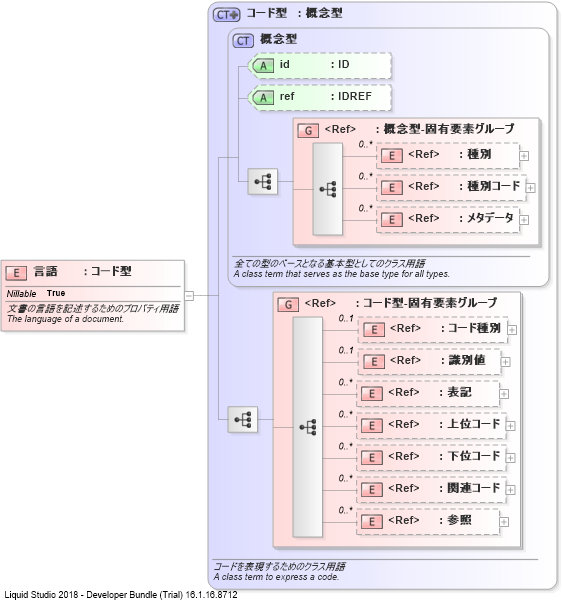 CT コード型 : 概念型
CT 概念型
A id : ID
A ref : IDREF
G <Ref> : 概念型-固有要素グループ
0..*
E <Ref> : 種別
0..*
E <Ref> : 種別コード
0..*
E <Ref> : メタデータ
全ての型のベースとなる基本型としてのクラス用語
A class term that serves as the base type for all types.
E 言語 : コード型
Nillable True
文書の言語を記述するためのプロパティ用語
The language of a document.
G <Ref> : コード型-固有要素グループ
0..1
E <Ref> : コード種別
0..1
E <Ref> : 識別値
0..*
E <Ref> : 表記
0..*
E <Ref> : 上位コード
0..*
E <Ref> : 下位コード
0..*
E <Ref> : 関連コード
0..*
E <Ref> : 参照
コードを表現するためのクラス用語
A class term to express a code.
Liquid Studio 2018 - Developer Bundle (Trial) 16.1.16.8712